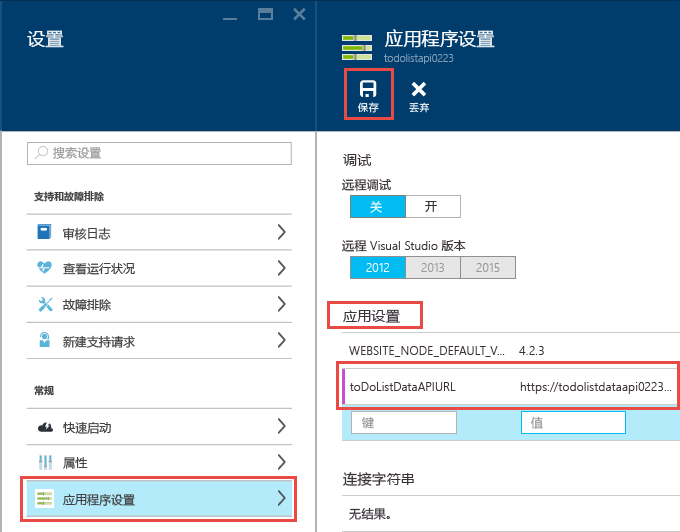 设置
搜索设置
支持和故障排除
审核日志
查看运行状况
故障排除
新建支持请求
常规
快速启动
属性
应用程序设置
应用程序设置
todolistapi0223
保存
丢弃
调试
远程调试
关 开
远程 Visual Studio 版本
2012 2013 2015
应用设置
WEBSITE_NODE_DEFAULT_V... 4.2.3
toDoListDataAPIURL https://todolistdataapi0223...
键 值
连接字符串
无结果。